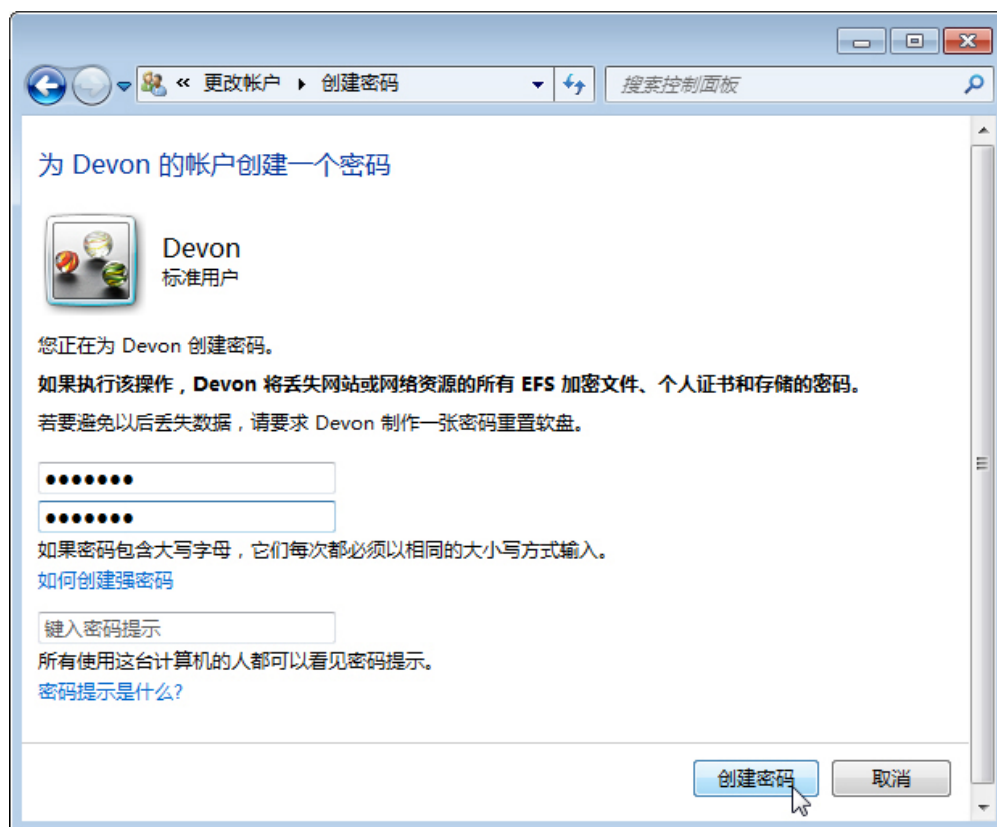 « 更改帐户 ▸ 创建密码
搜索控制面板
为 Devon 的帐户创建一个密码
Devon
标准用户
您正在为 Devon 创建密码。
如果执行该操作，Devon 将丢失网站或网络资源的所有 EFS 加密文件、个人证书和存储的密码。
若要避免以后丢失数据，请要求 Devon 制作一张密码重置软盘。
●●●●●●●
●●●●●●●
如果密码包含大写字母，它们每次都必须以相同的大小写方式输入。
如何创建强密码
键入密码提示
所有使用这台计算机的人都可以看见密码提示。
密码提示是什么?
创建密码
取消